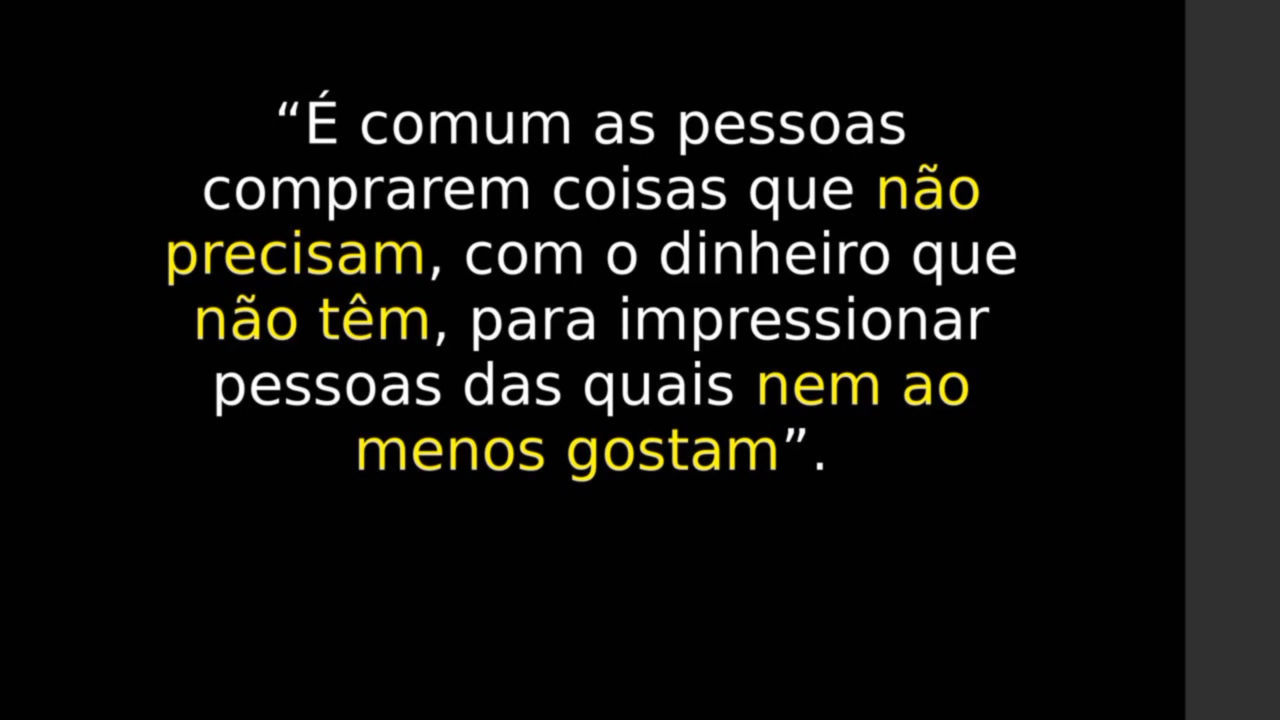 “É comum as pessoas
comprarem coisas que não
precisam, com o dinheiro que
não têm, para impressionar
pessoas das quais nem ao
menos gostam”.